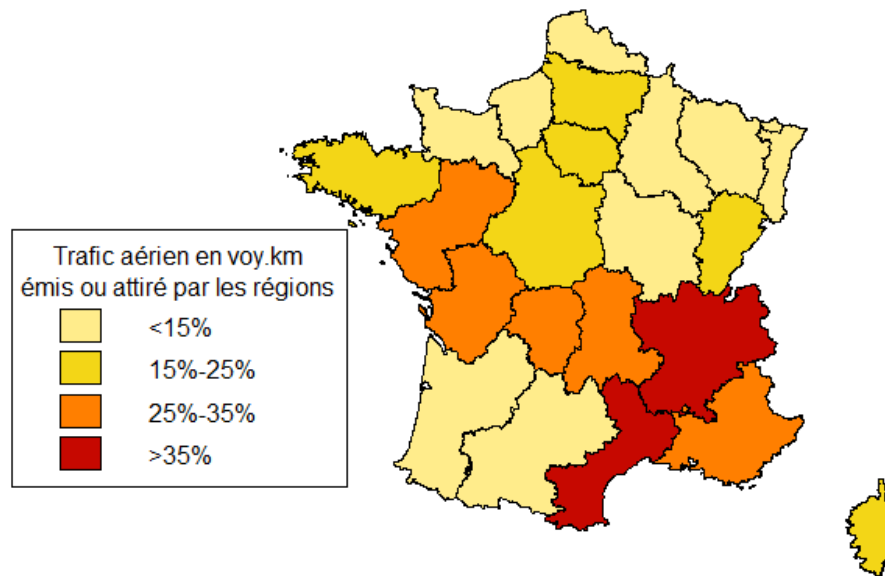 Trafic aérien en voy.km
émis ou attiré par les régions
<15%
15%-25%
25%-35%
>35%